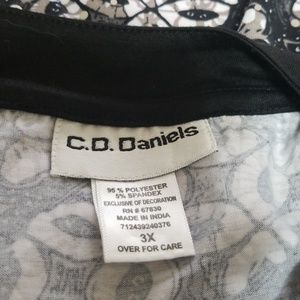 C.D. Daniels
95 % POLYESTER
5% SPANDEX
EXCLUSIVE OF DECORATION
RN # 67830
MADE IN INDIA
712439240376
3X
OVER FOR CARE